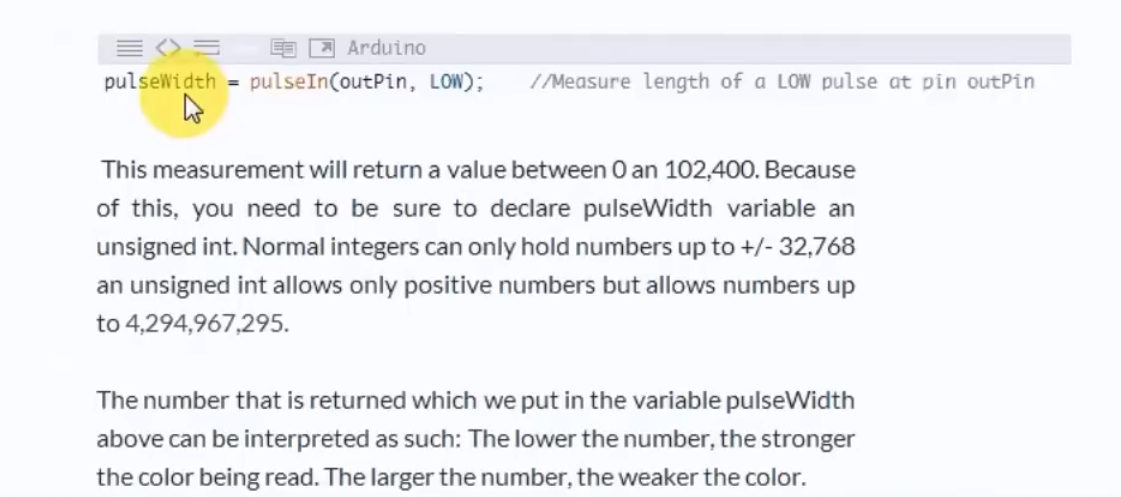 Arduino
pulseWidth = pulseIn(outPin, LOW);    //Measure length of a LOW pulse at pin outPin
This measurement will return a value between 0 an 102,400. Because
of this, you need to be sure to declare pulseWidth variable an
unsigned int. Normal integers can only hold numbers up to +/- 32,768
an unsigned int allows only positive numbers but allows numbers up
to 4,294,967,295.
The number that is returned which we put in the variable pulseWidth
above can be interpreted as such: The lower the number, the stronger
the color being read. The larger the number, the weaker the color.